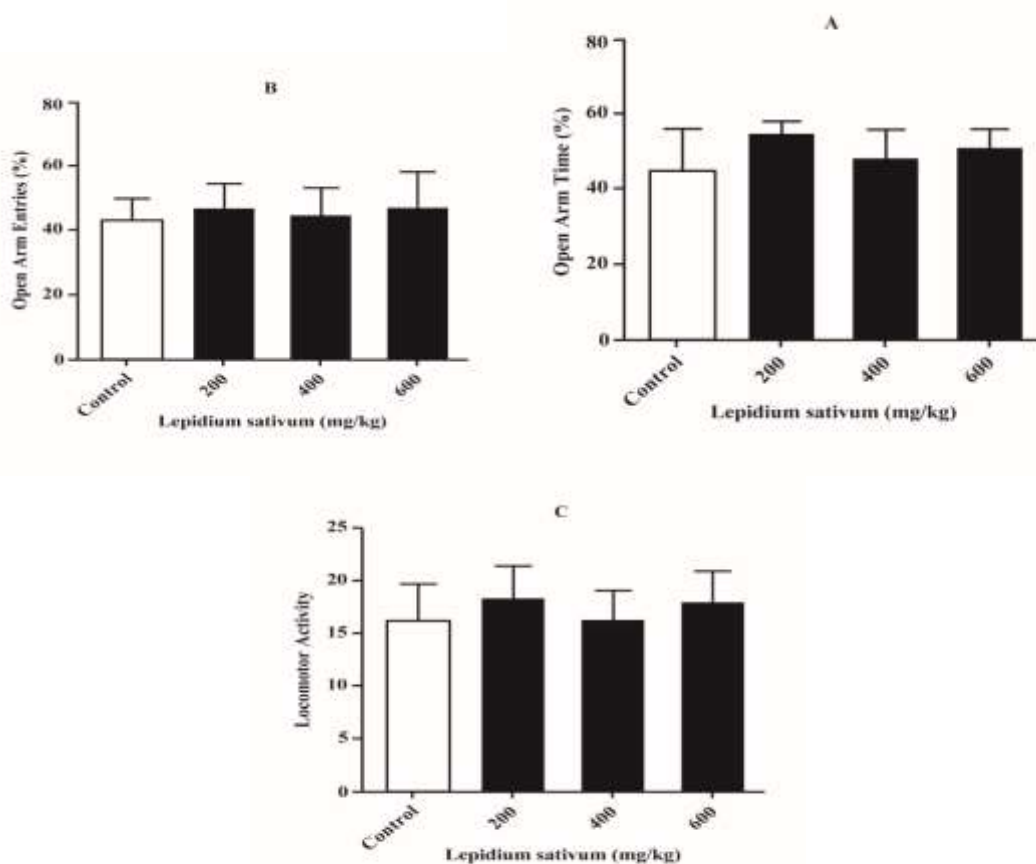 B
Open Arm Entries (%)
80
60
40
20
0
Control
200
400
600
Lepidium sativum (mg/kg)
A
Open Arm Time (%)
80
60
40
20
0
Control
200
400
600
Lepidium sativum (mg/kg)
C
Locomotor Activity
25
20
15
10
5
0
Control
200
400
600
Lepidium sativum (mg/kg)